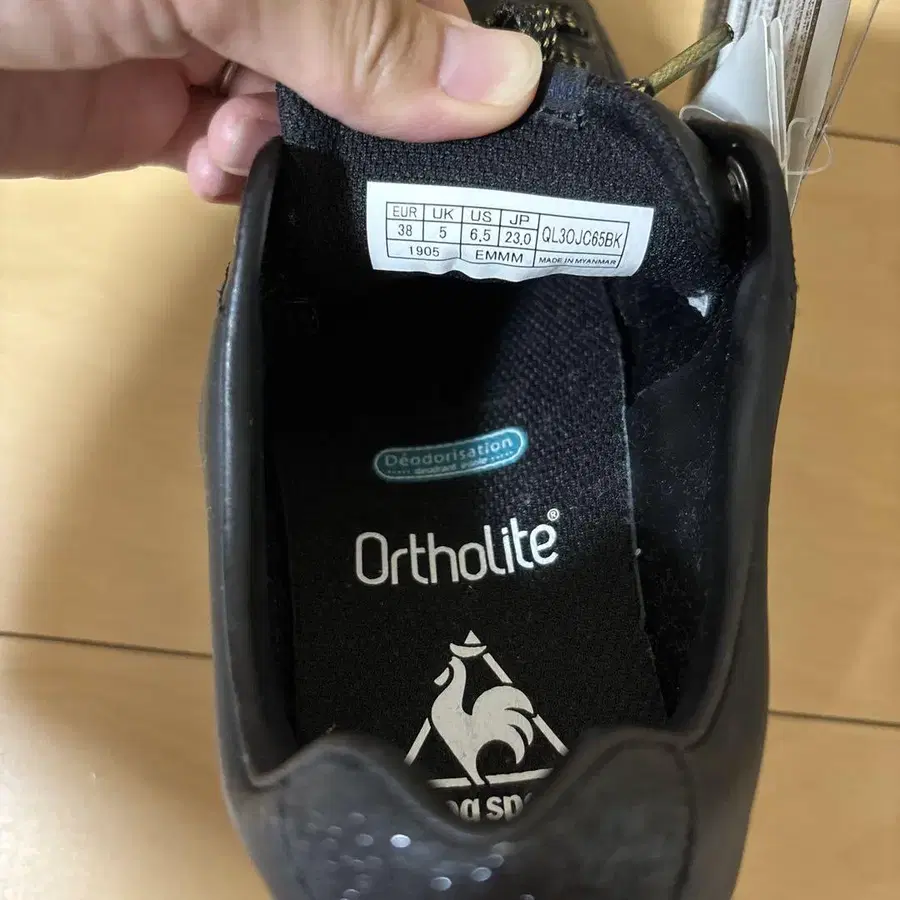 EUR UK US JP QL3OJC65BK
38 5 6.5 23.0
1905 EMMM MADE IN MYANMAR
Déodorisation
Ortholite®